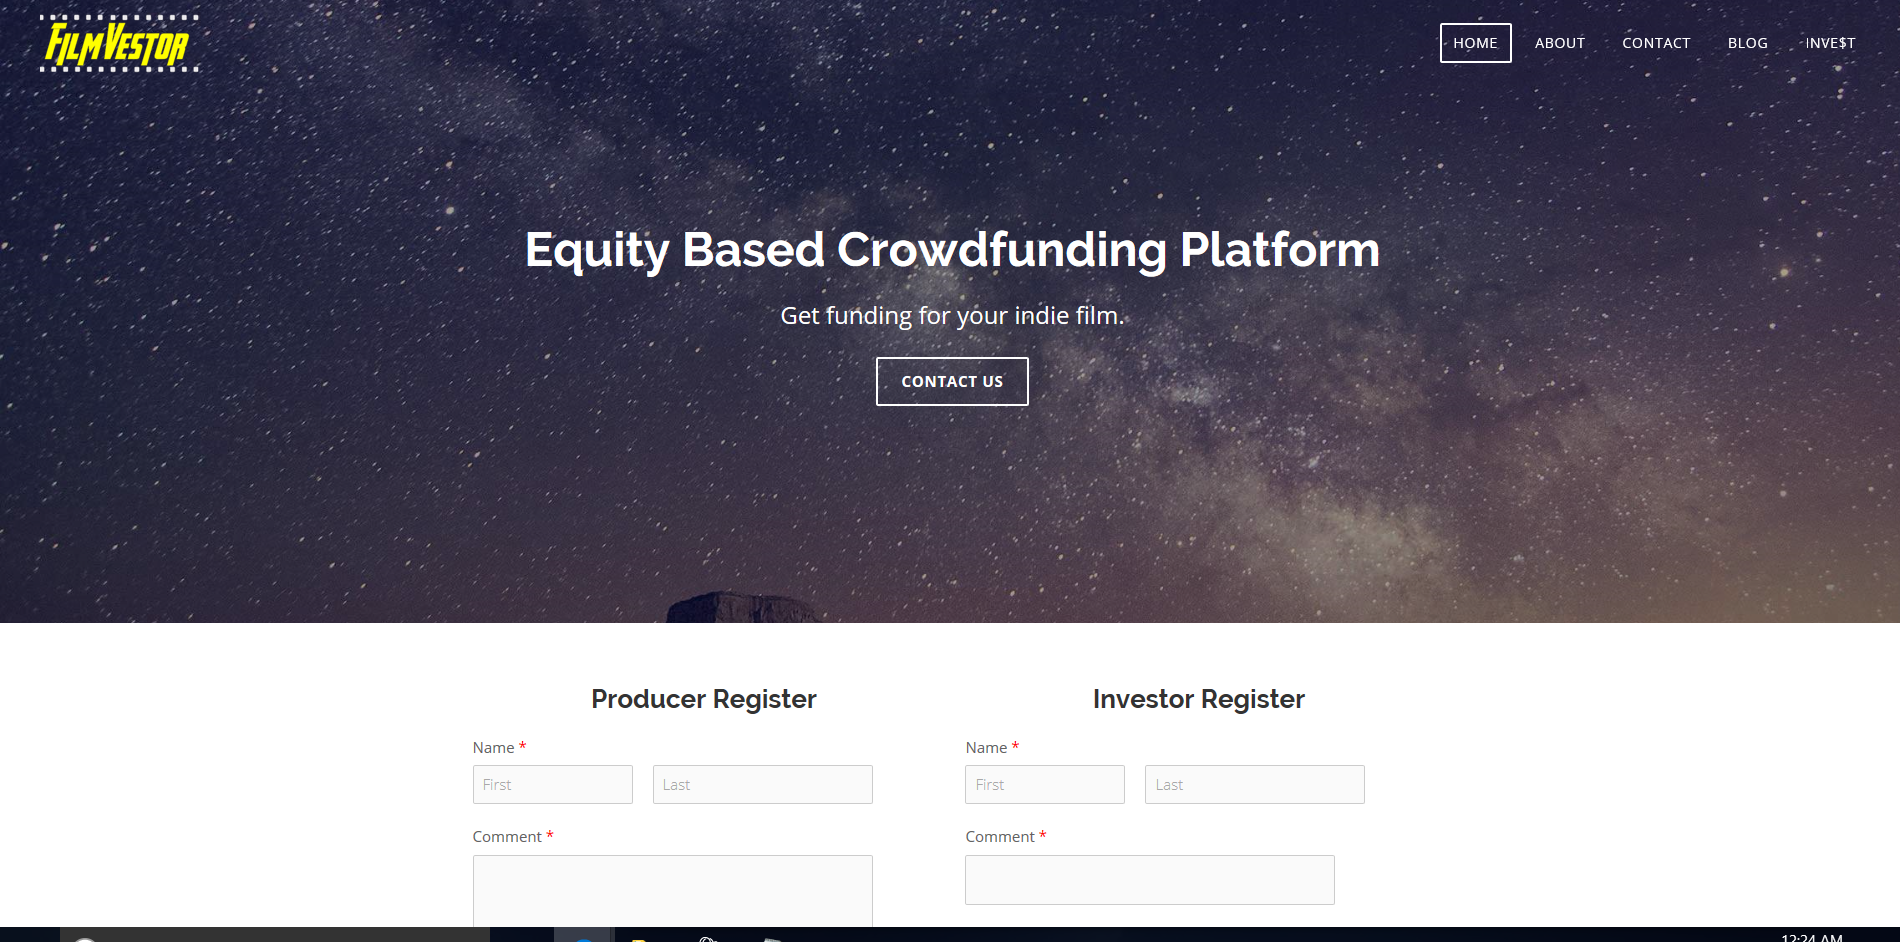 FILMVESTOR
HOME ABOUT CONTACT BLOG INVE$T
Equity Based Crowdfunding Platform
Get funding for your indie film.
CONTACT US
Producer Register
Name *
First Last
Comment *
Investor Register
Name *
First Last
Comment *
12:24 AM